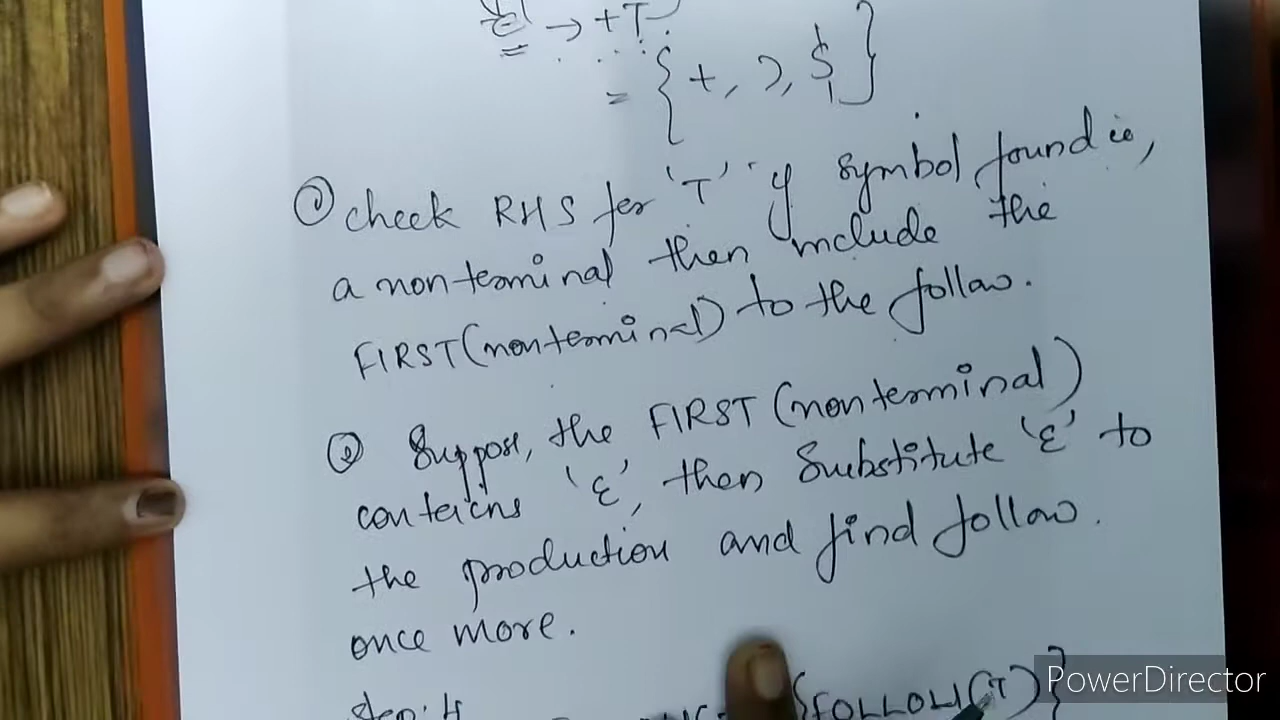 E' → +T
= { +, ), $ }
① check RHS for 'T' if symbol found is,
a nonterminal then include the
FIRST(nonterminal) to the follow.
② Suppose, the FIRST (nonterminal)
contains 'ε', then substitute 'ε' to
the production and find follow.
once more.
{FOLLOW(T)}
PowerDirector